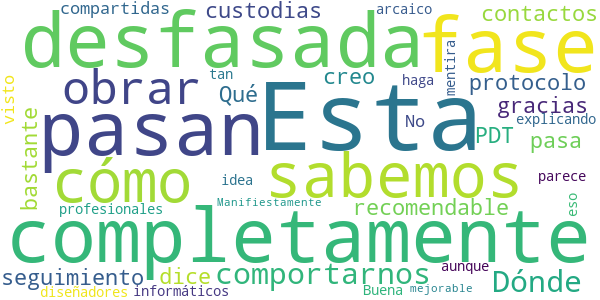 compartidas custodias arcaico contactos
desfasada fase
visto obrar tan Qué creo haga mentira protocolo
bastante pasan Esta No gracias explicando
PDT pasa
cómo idea sabemos parece
profesionales Manifiestamente recomendable eso
completamente
seguimiento dice comportarnos aunque Dónde
diseñadores informáticos Buena mejorable